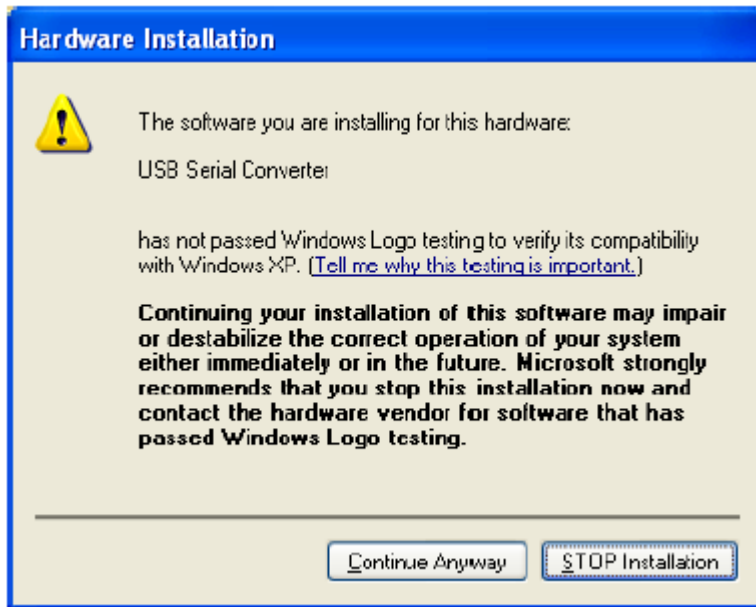 Hardware Installation
The software you are installing for this hardware:
USB Serial Converter
has not passed Windows Logo testing to verify its compatibility
with Windows XP. (Tell me why this testing is important.)
Continuing your installation of this software may impair
or destabilize the correct operation of your system
either immediately or in the future. Microsoft strongly
recommends that you stop this installation now and
contact the hardware vendor for software that has
passed Windows Logo testing.
Continue Anyway
STOP Installation